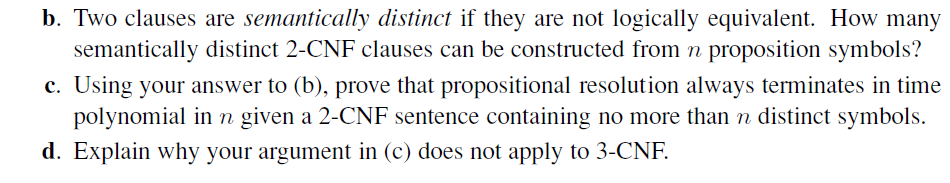 b. Two clauses are semantically distinct if they are not logically equivalent. How many
semantically distinct 2-CNF clauses can be constructed from n proposition symbols?
c. Using your answer to (b), prove that propositional resolution always terminates in time
polynomial in n given a 2-CNF sentence containing no more than n distinct symbols.
d. Explain why your argument in (c) does not apply to 3-CNF.